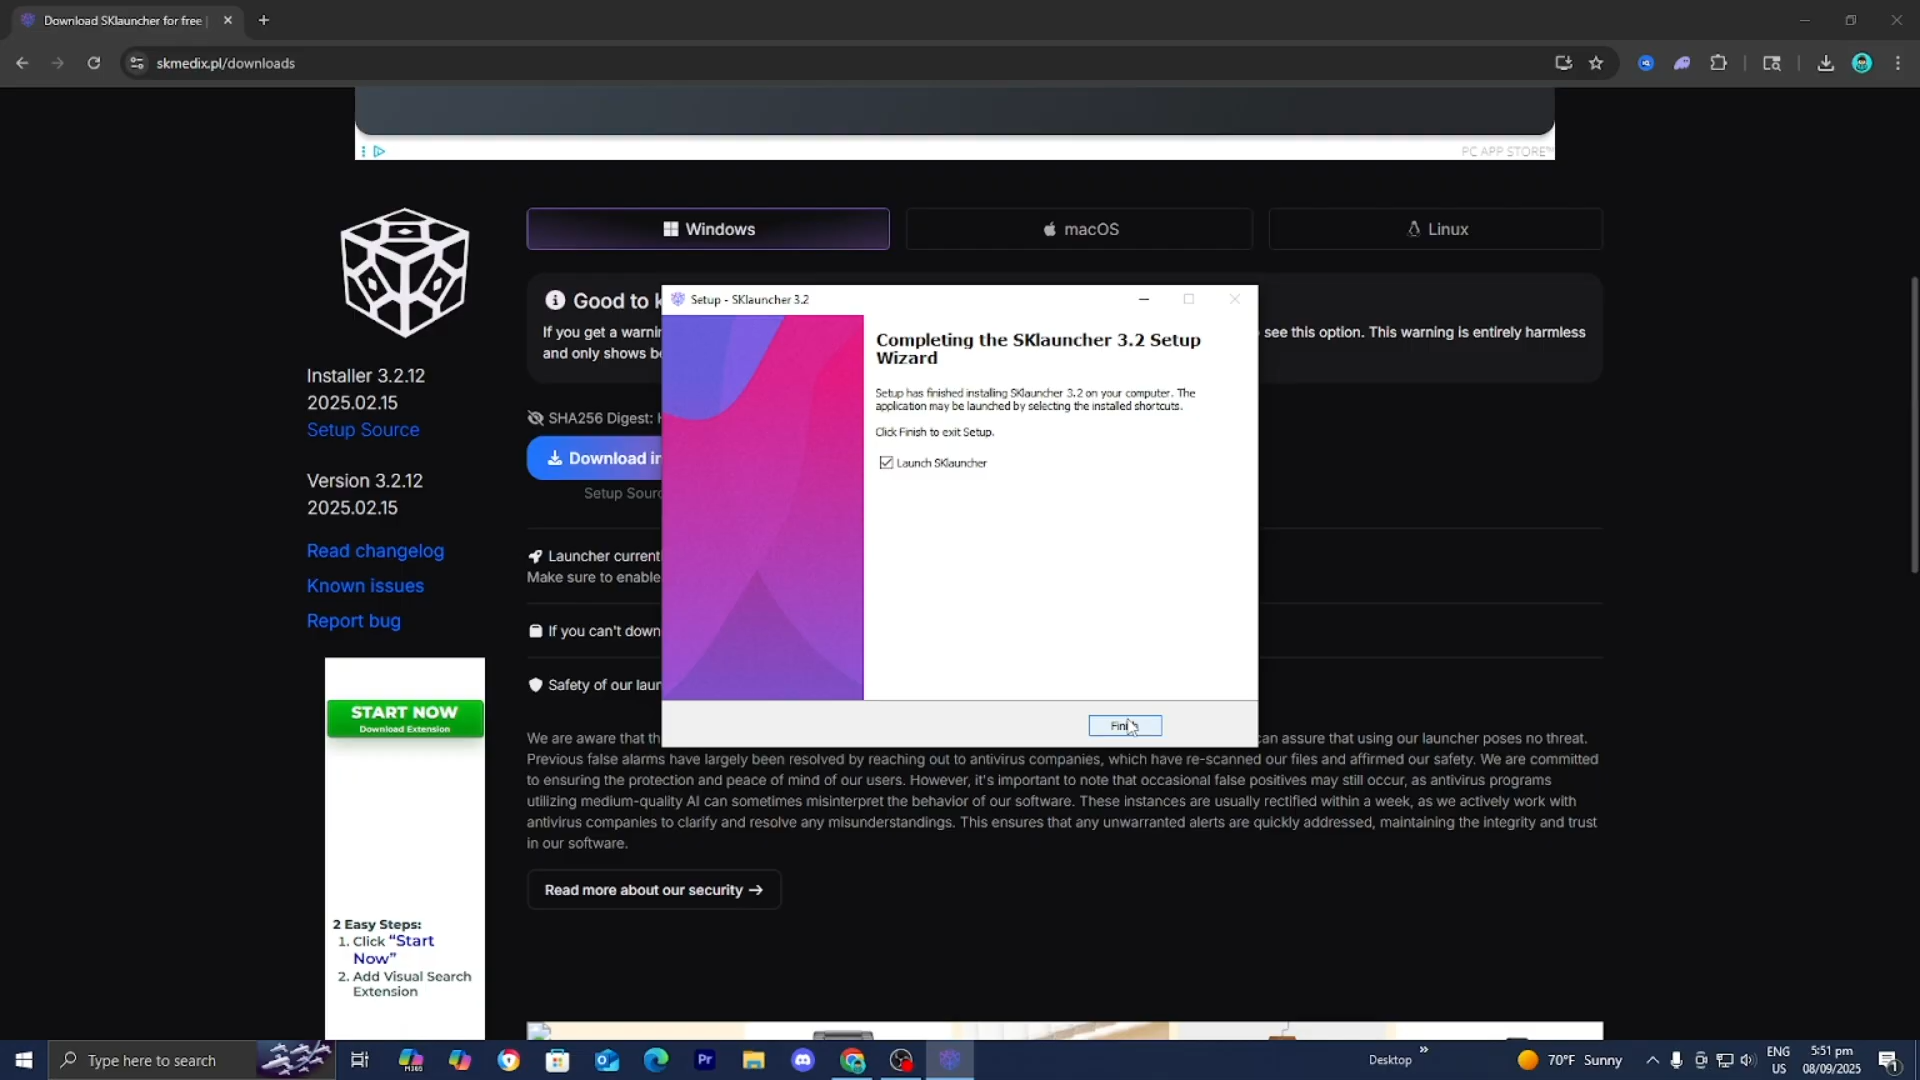 Download SKlauncher for free |
skmedix.pl/downloads
PC APP STORE™
Windows
macOS
Linux
Good to k
If you get a warni
see this option. This warning is entirely harmless
and only shows be
Installer 3.2.12
2025.02.15
Setup Source
SHA256 Digest: H
Download in
Setup Sourc
Version 3.2.12
2025.02.15
Read changelog
Known issues
Report bug
Launcher current
Make sure to enable
If you can't down
Safety of our laun
Setup - SKlauncher 3.2
Completing the SKlauncher 3.2 Setup
Wizard
Setup has finished installing SKlauncher 3.2 on your computer. The
application may be launched by selecting the installed shortcuts.
Click Finish to exit Setup.
Launch SKlauncher
Finish
START NOW
Download Extension
2 Easy Steps:
1. Click "Start
Now"
2. Add Visual Search
Extension
We are aware that th
can assure that using our launcher poses no threat.
Previous false alarms have largely been resolved by reaching out to antivirus companies, which have re-scanned our files and affirmed our safety. We are committed
to ensuring the protection and peace of mind of our users. However, it's important to note that occasional false positives may still occur, as antivirus programs
utilizing medium-quality AI can sometimes misinterpret the behavior of our software. These instances are usually rectified within a week, as we actively work with
antivirus companies to clarify and resolve any misunderstandings. This ensures that any unwarranted alerts are quickly addressed, maintaining the integrity and trust
in our software.
Read more about our security →
Type here to search
M365
Pr
Desktop
70°F Sunny
ENG
US
5:51 pm
08/09/2025
1